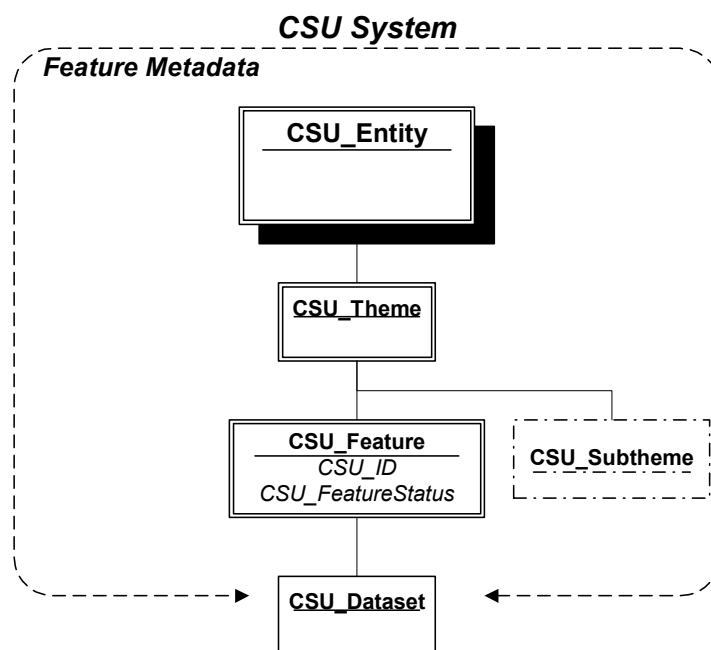 CSU System
Feature Metadata
CSU_Entity
CSU_Theme
CSU_Feature
CSU_ID
CSU_FeatureStatus
CSU_Subtheme
CSU_Dataset